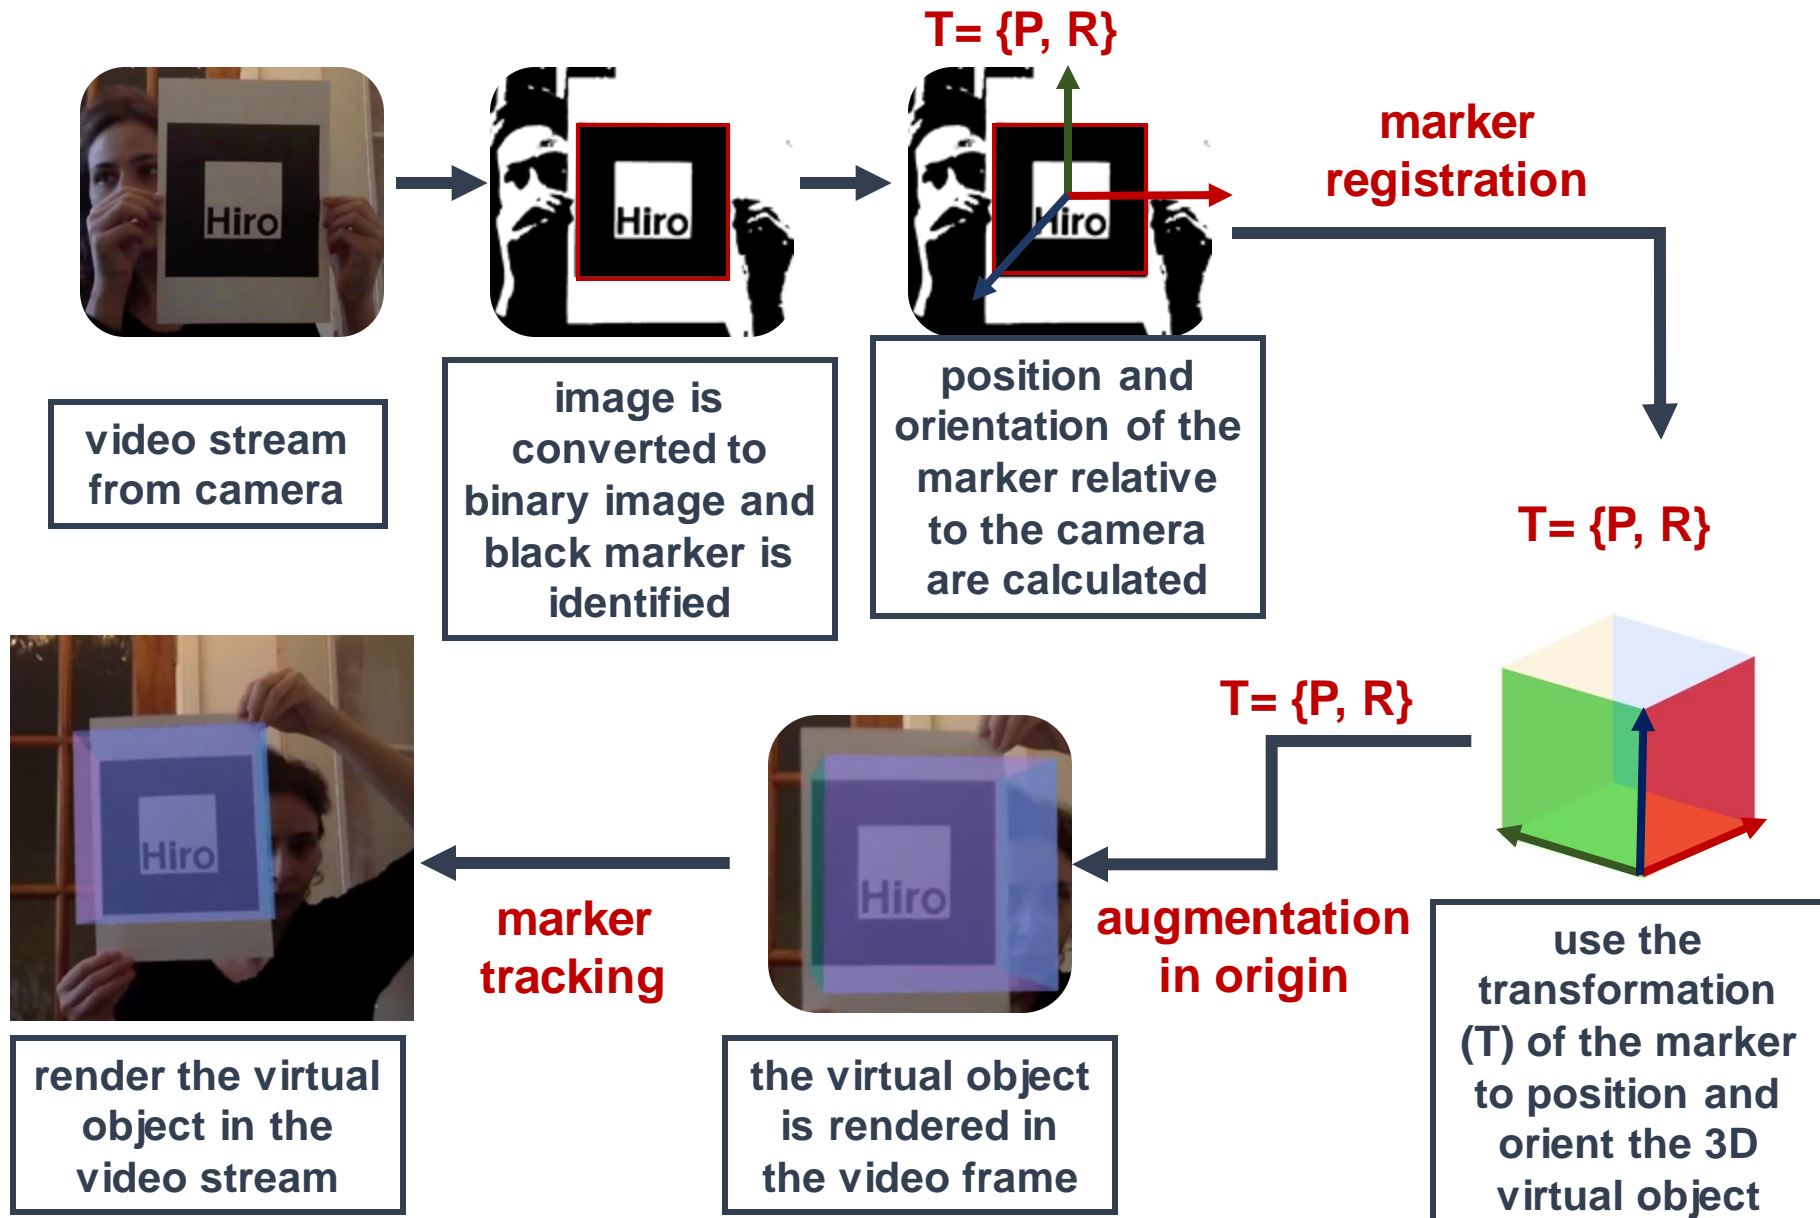 T= {P, R}
Hiro
Hiro
Hiro
marker
registration
video stream
from camera
image is
converted to
binary image and
black marker is
identified
position and
orientation of the
marker relative
to the camera
are calculated
T= {P, R}
T= {P, R}
Hiro
Hiro
marker
tracking
augmentation
in origin
render the virtual
object in the
video stream
the virtual object
is rendered in
the video frame
use the
transformation
(T) of the marker
to position and
orient the 3D
virtual object